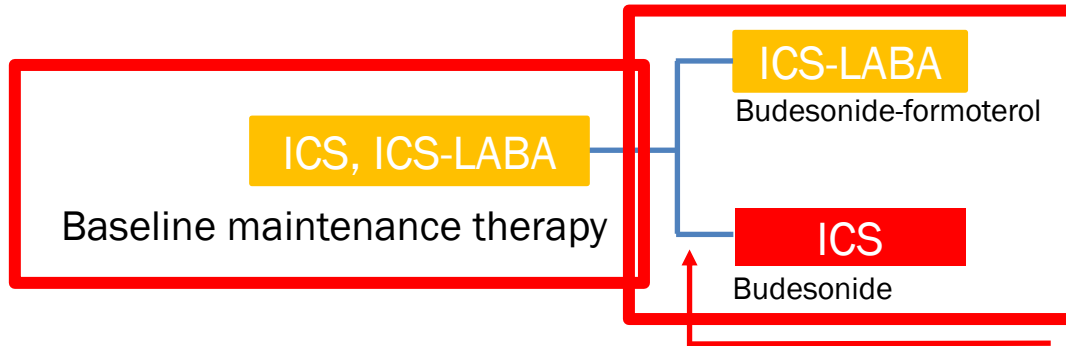 ICS-LABA
Budesonide-formoterol
ICS, ICS-LABA
Baseline maintenance therapy
ICS
Budesonide